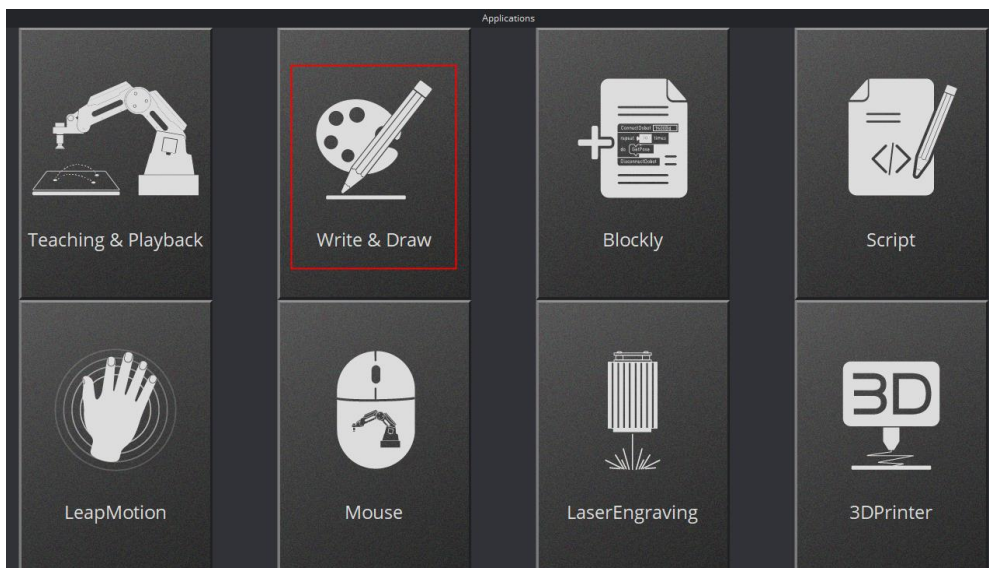 Applications
Teaching & Playback
Write & Draw
Blockly
Script
</>
LeapMotion
Mouse
LaserEngraving
3D
3DPrinter